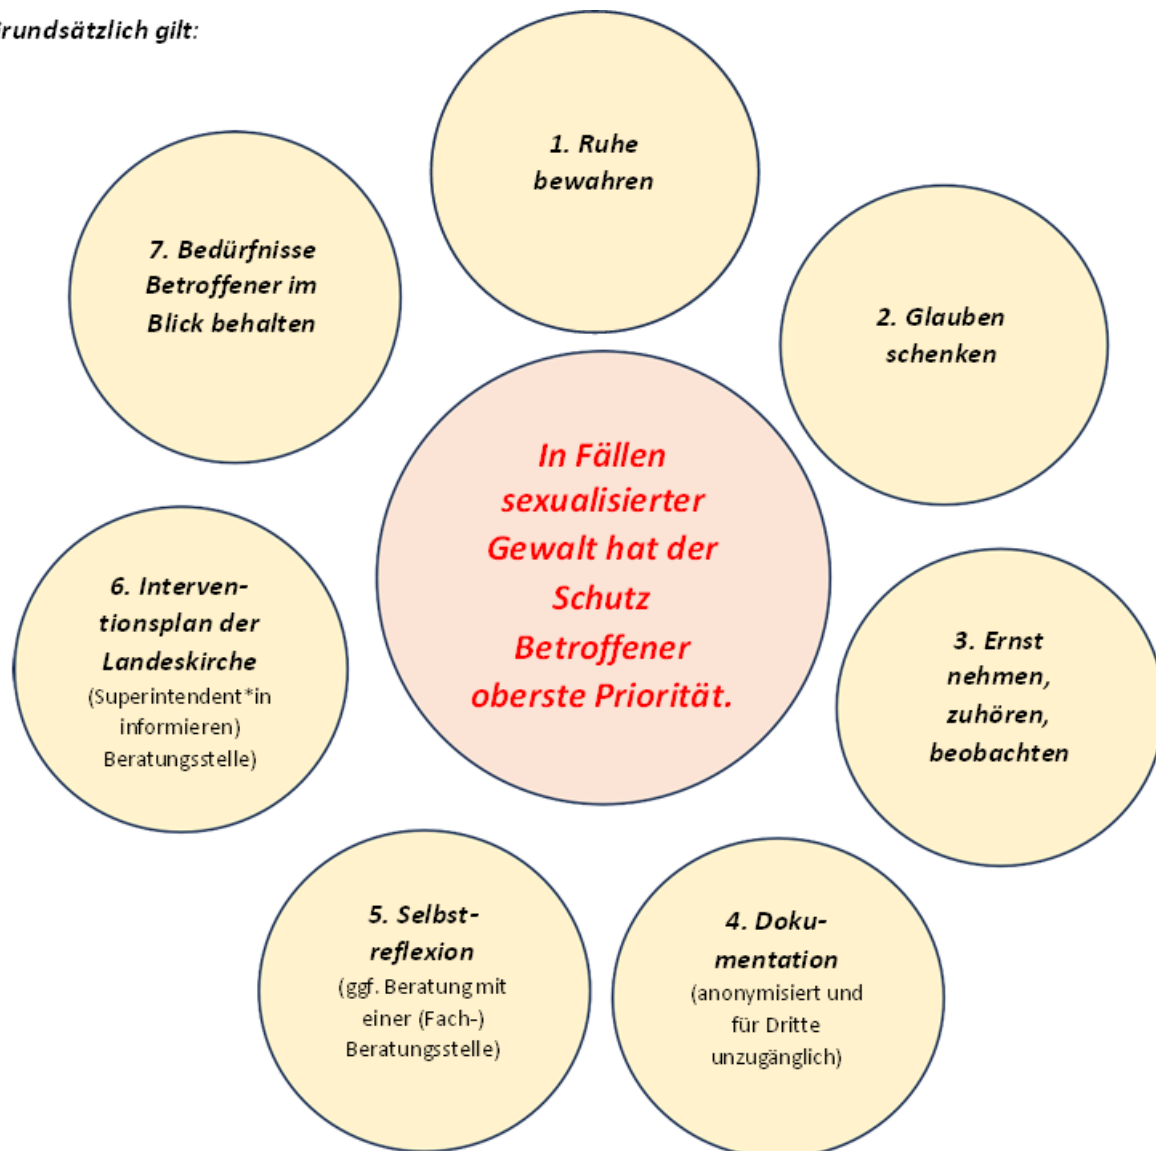 rundsätzlich gilt:
1. Ruhe
bewahren
2. Glauben
schenken
3. Ernst
nehmen,
zuhören,
beobachten
4. Doku-
mentation
(anonymisiert und
für Dritte
unzugänglich)
5. Selbst-
reflexion
(ggf. Beratung mit
einer (Fach-)
Beratungsstelle)
6. Interven-
tionsplan der
Landeskirche
(Superintendent*in
informieren)
Beratungsstelle)
7. Bedürfnisse
Betroffener im
Blick behalten
In Fällen
sexualisierter
Gewalt hat der
Schutz
Betroffener
oberste Priorität.